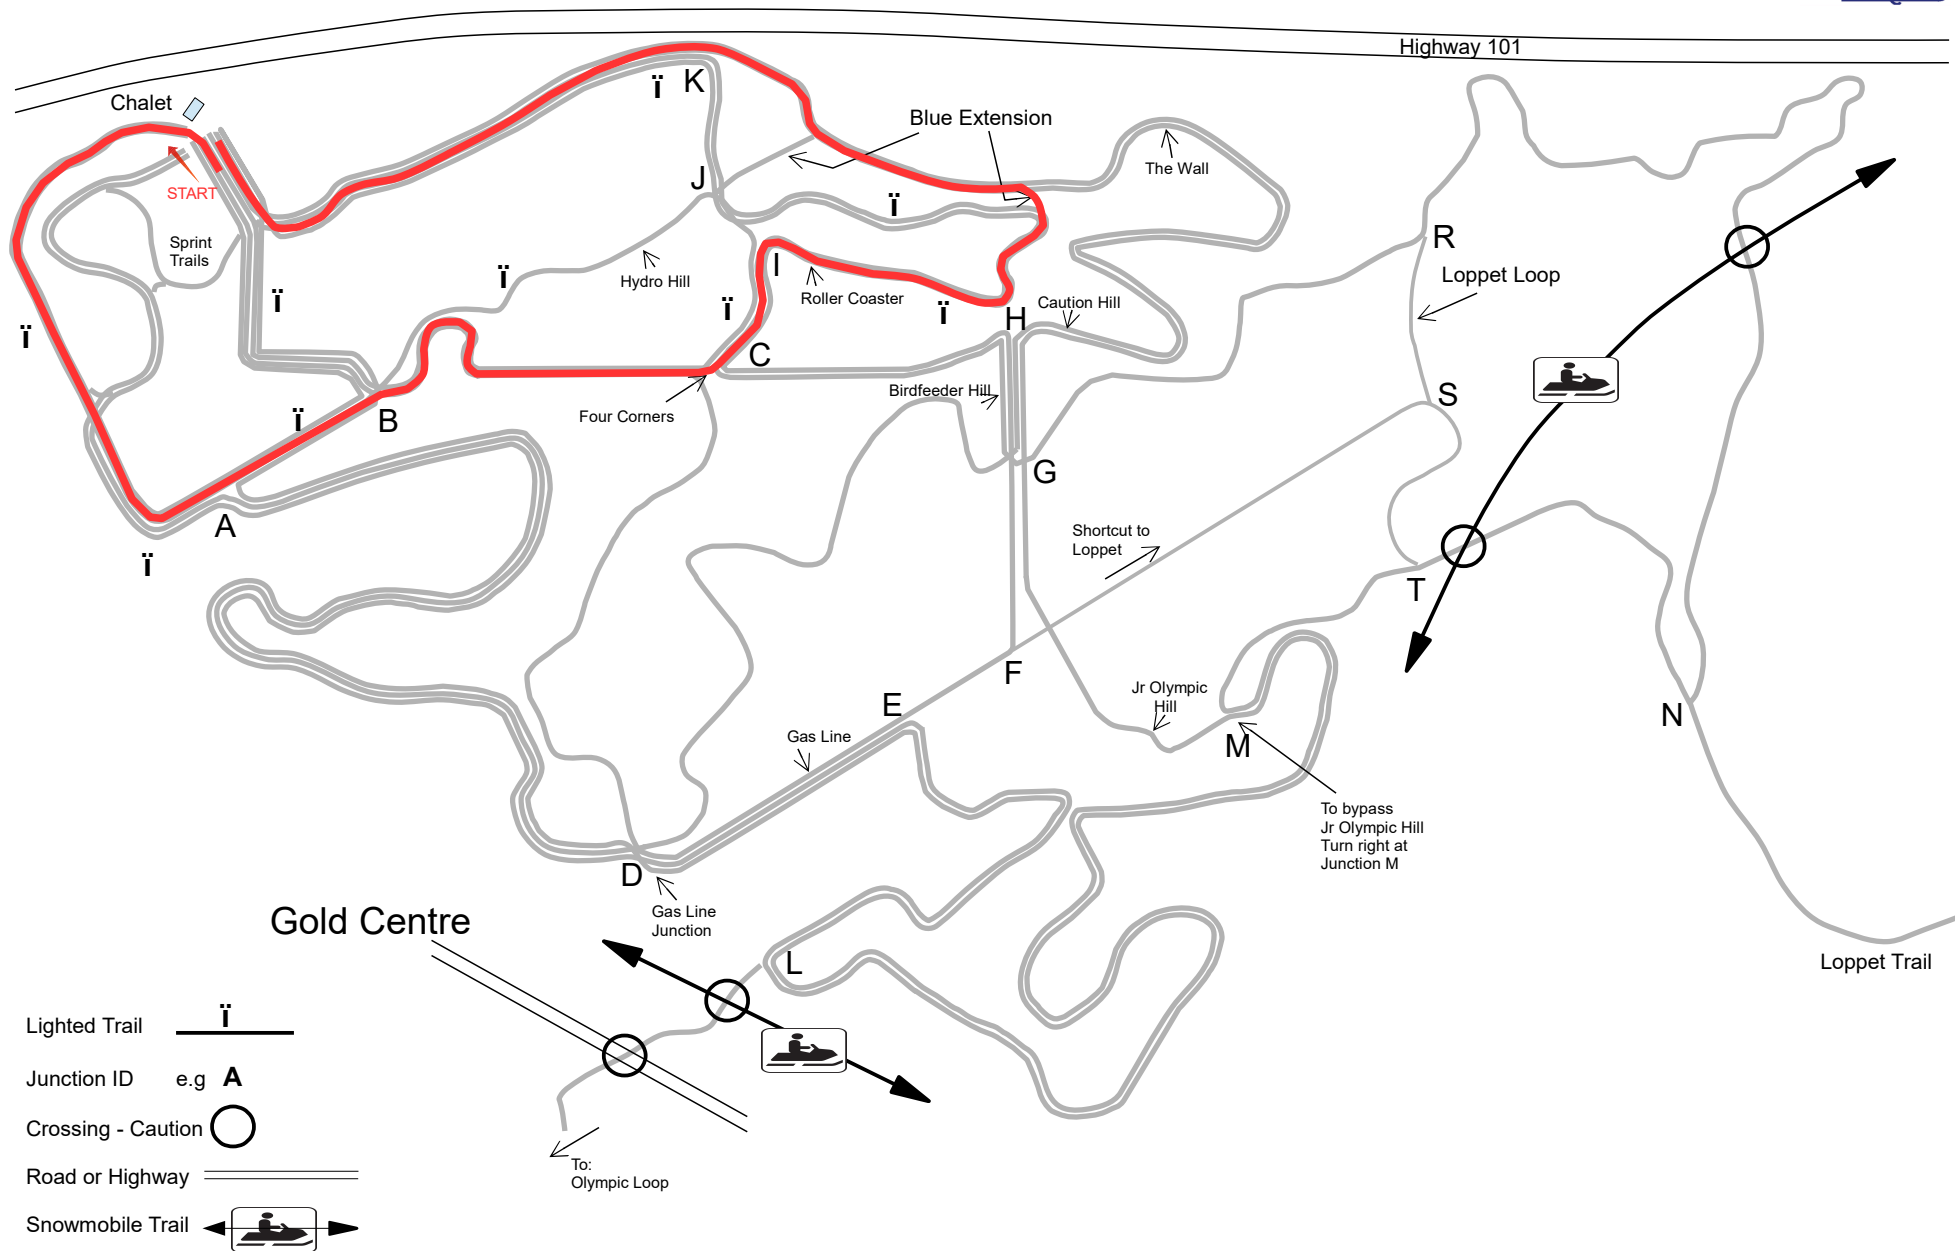 Highway 101
Chalet
START
K
Blue Extension
The Wall
J
Sprint
Trails
ï
ï
ï
ï
ï
ï
ï
ï
ï
Hydro Hill
I
Roller Coaster
Caution Hill
H
C
Birdfeeder Hill
Four Corners
B
A
G
R
Loppet Loop
S
Shortcut to
Loppet
T
F
E
Jr Olympic
Hill
M
N
Gas Line
To bypass
Jr Olympic Hill
Turn right at
Junction M
D
Gas Line
Junction
Gold Centre
L
Loppet Trail
To:
Olympic Loop
Lighted Trail ï
Junction ID e.g A
Crossing - Caution
Road or Highway
Snowmobile Trail